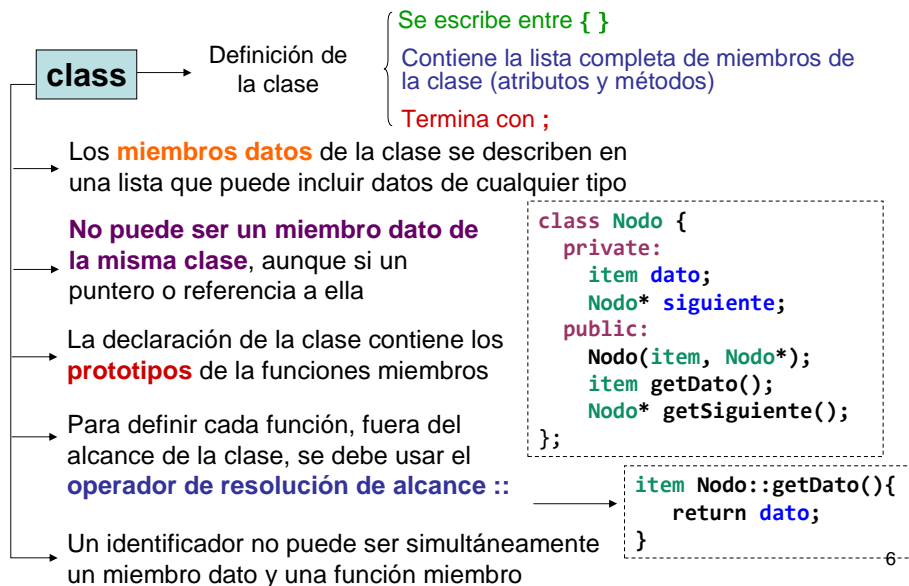 class
Definición de
la clase
Se escribe entre { }
Contiene la lista completa de miembros de
la clase (atributos y métodos)
Termina con ;
Los miembros datos de la clase se describen en
una lista que puede incluir datos de cualquier tipo
No puede ser un miembro dato de
la misma clase, aunque si un
puntero o referencia a ella
La declaración de la clase contiene los
prototipos de la funciones miembros
Para definir cada función, fuera del
alcance de la clase, se debe usar el
operador de resolución de alcance ::
Un identificador no puede ser simultáneamente
un miembro dato y una función miembro
class Nodo {
private:
item dato;
Nodo* siguiente;
public:
Nodo(item, Nodo*);
item getDato();
Nodo* getSiguiente();
};
item Nodo::getDato(){
return dato;
}
6